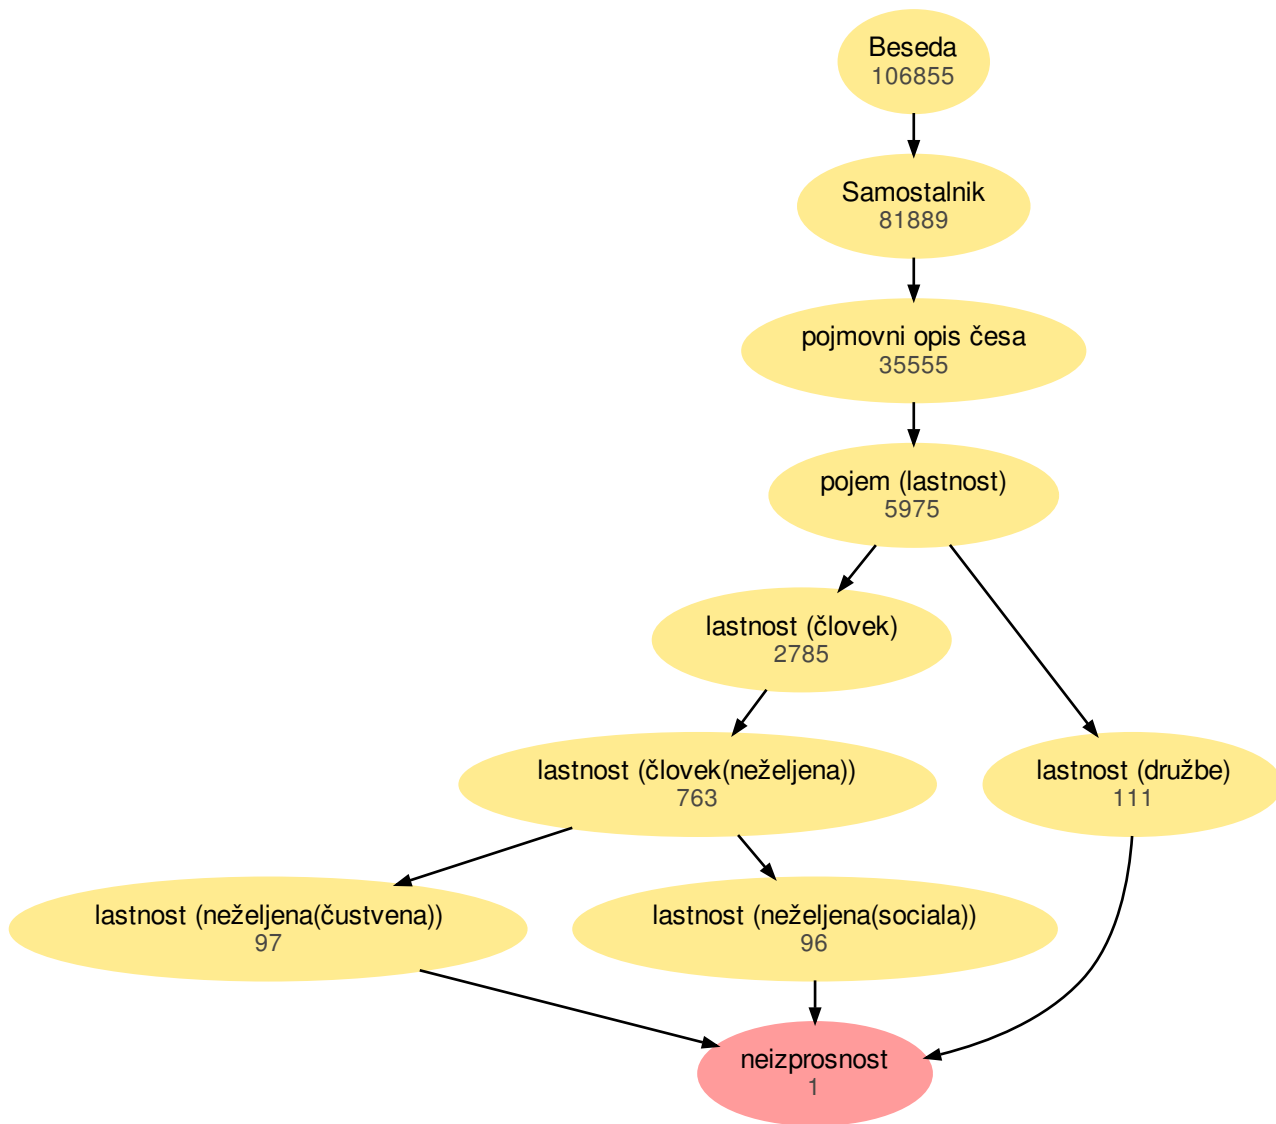 Beseda
106855
Samostalnik
81889
pojmovni opis česa
35555
pojem (lastnost)
5975
lastnost (človek)
2785
lastnost (človek(neželjena))
763
lastnost (družbe)
111
lastnost (neželjena(čustvena))
97
lastnost (neželjena(sociala))
96
neizprosnost
1